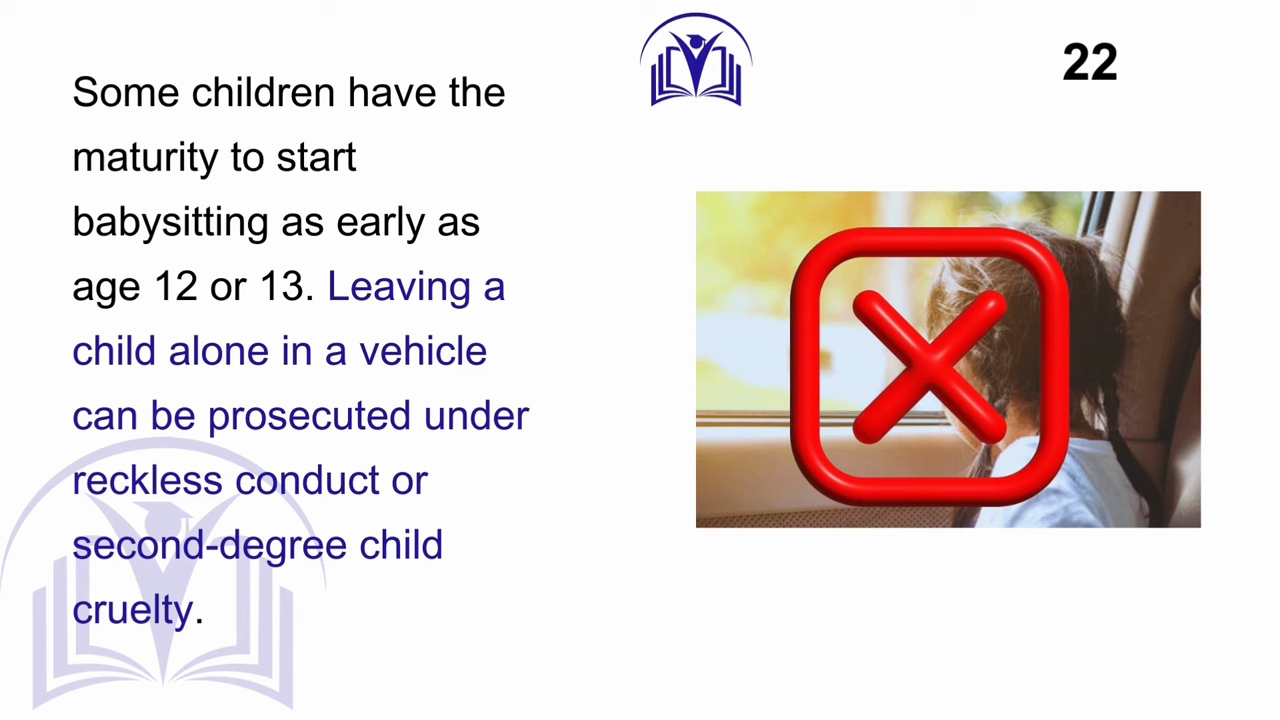 Some children have the
maturity to start
babysitting as early as
age 12 or 13. Leaving a
child alone in a vehicle
can be prosecuted under
reckless conduct or
second-degree child
cruelty.
22